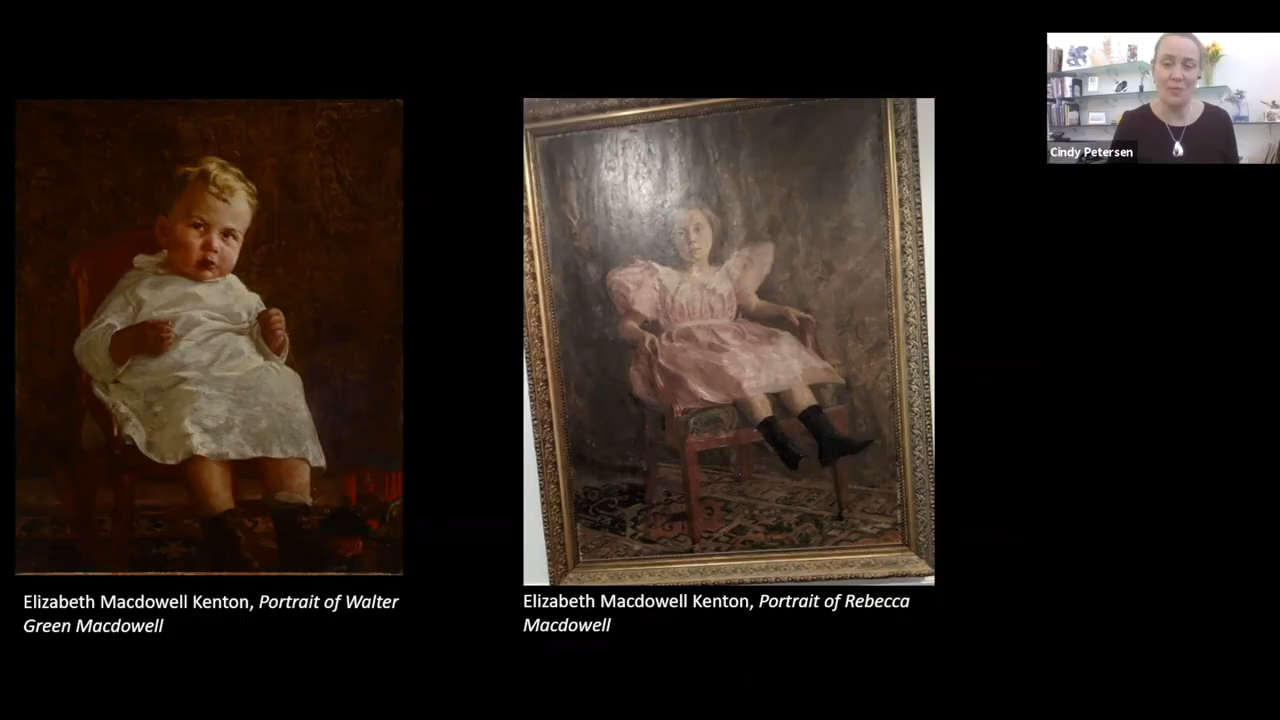 Cindy Petersen
Elizabeth Macdowell Kenton, Portrait of Walter
Green Macdowell
Elizabeth Macdowell Kenton, Portrait of Rebecca
Macdowell